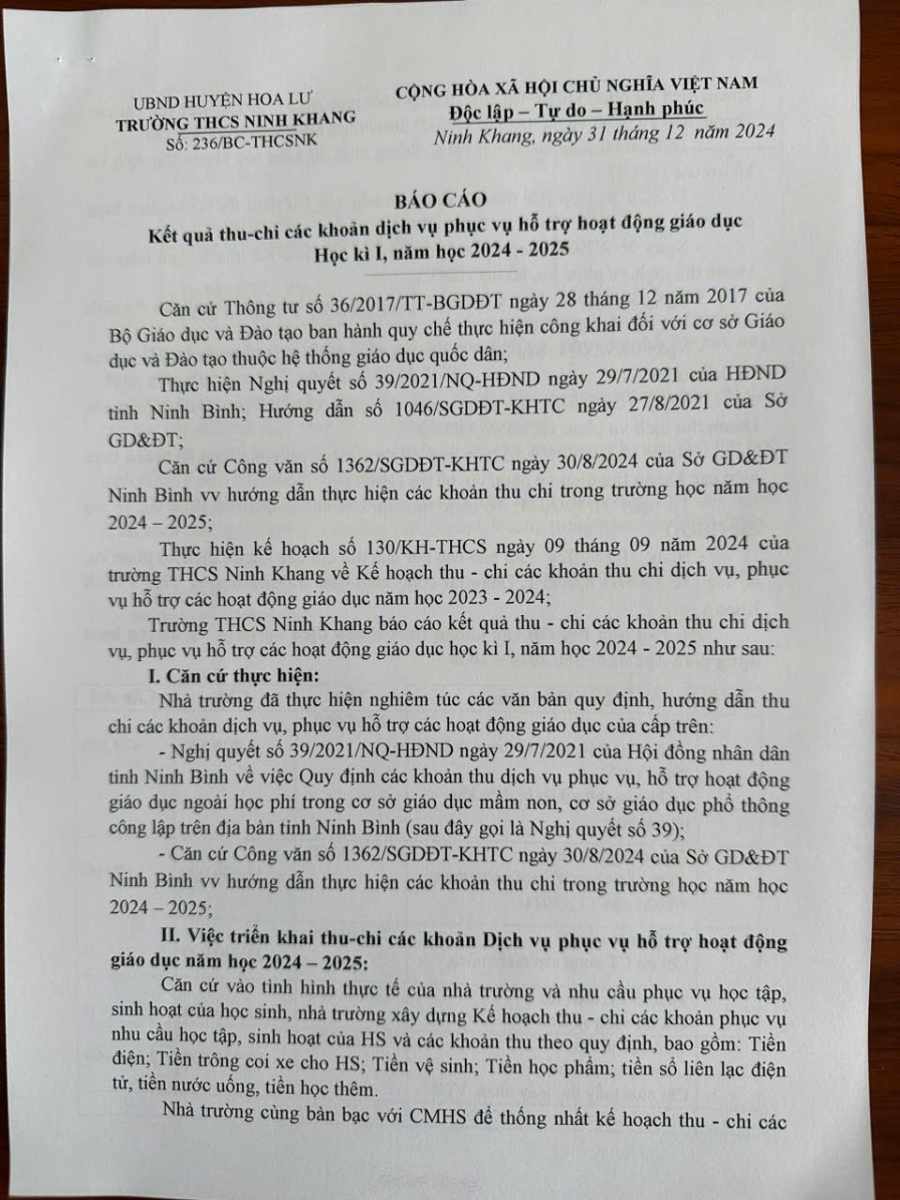 UBND HUYỆN HOA LƯ
TRƯỜNG THCS NINH KHANG
Số: 236/BC-THCSNK
CỘNG HÒA XÃ HỘI CHỦ NGHĨA VIỆT NAM
Độc lập – Tự do – Hạnh phúc
Ninh Khang, ngày 31 tháng 12 năm 2024
BÁO CÁO
Kết quả thu-chi các khoản dịch vụ phục vụ hỗ trợ hoạt động giáo dục
Học kì I, năm học 2024 - 2025
Căn cứ Thông tư số 36/2017/TT-BGDĐT ngày 28 tháng 12 năm 2017 của
Bộ Giáo dục và Đào tạo ban hành quy chế thực hiện công khai đối với cơ sở Giáo
dục và Đào tạo thuộc hệ thống giáo dục quốc dân;
Thực hiện Nghị quyết số 39/2021/NQ-HĐND ngày 29/7/2021 của HĐND
tỉnh Ninh Bình; Hướng dẫn số 1046/SGDĐT-KHTC ngày 27/8/2021 của Sở
GD&ĐT;
Căn cứ Công văn số 1362/SGDĐT-KHTC ngày 30/8/2024 của Sở GD&ĐT
Ninh Bình vv hướng dẫn thực hiện các khoản thu chi trong trường học năm học
2024 – 2025;
Thực hiện kế hoạch số 130/KH-THCS ngày 09 tháng 09 năm 2024 của
trường THCS Ninh Khang về Kế hoạch thu - chi các khoản thu chi dịch vụ, phục
vụ hỗ trợ các hoạt động giáo dục năm học 2023 - 2024;
Trường THCS Ninh Khang báo cáo kết quả thu - chi các khoản thu chi dịch
vụ, phục vụ hỗ trợ các hoạt động giáo dục học kì I, năm học 2024 - 2025 như sau:
I. Căn cứ thực hiện:
Nhà trường đã thực hiện nghiêm túc các văn bản quy định, hướng dẫn thu
chi các khoản dịch vụ, phục vụ hỗ trợ các hoạt động giáo dục của cấp trên:
- Nghị quyết số 39/2021/NQ-HĐND ngày 29/7/2021 của Hội đồng nhân dân
tỉnh Ninh Bình về việc Quy định các khoản thu dịch vụ phục vụ, hỗ trợ hoạt động
giáo dục ngoài học phí trong cơ sở giáo dục mầm non, cơ sở giáo dục phổ thông
công lập trên địa bàn tỉnh Ninh Bình (sau đây gọi là Nghị quyết số 39);
- Căn cứ Công văn số 1362/SGDĐT-KHTC ngày 30/8/2024 của Sở GD&ĐT
Ninh Bình vv hướng dẫn thực hiện các khoản thu chi trong trường học năm học
2024 – 2025;
II. Việc triển khai thu-chi các khoản Dịch vụ phục vụ hỗ trợ hoạt động
giáo dục năm học 2024 – 2025:
Căn cứ vào tình hình thực tế của nhà trường và nhu cầu phục vụ học tập,
sinh hoạt của học sinh, nhà trường xây dựng Kế hoạch thu - chi các khoản phục vụ
nhu cầu học tập, sinh hoạt của HS và các khoản thu theo quy định, bao gồm: Tiền
điện; Tiền trông coi xe cho HS; Tiền vệ sinh; Tiền học phẩm; tiền sổ liên lạc điện
tử, tiền nước uống, tiền học thêm.
Nhà trường cùng bàn bạc với CMHS để thống nhất kế hoạch thu - chi các